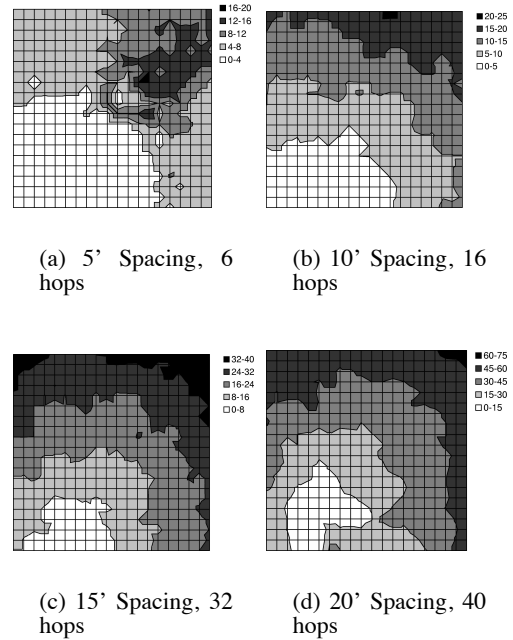 16-20
12-16
8-12
4-8
0-4
20-25
15-20
10-15
5-10
0-5
(a) 5’ Spacing, 6
hops
(b) 10’ Spacing, 16
hops
32-40
24-32
16-24
8-16
0-8
60-75
45-60
30-45
15-30
0-15
(c) 15’ Spacing, 32
hops
(d) 20’ Spacing, 40
hops